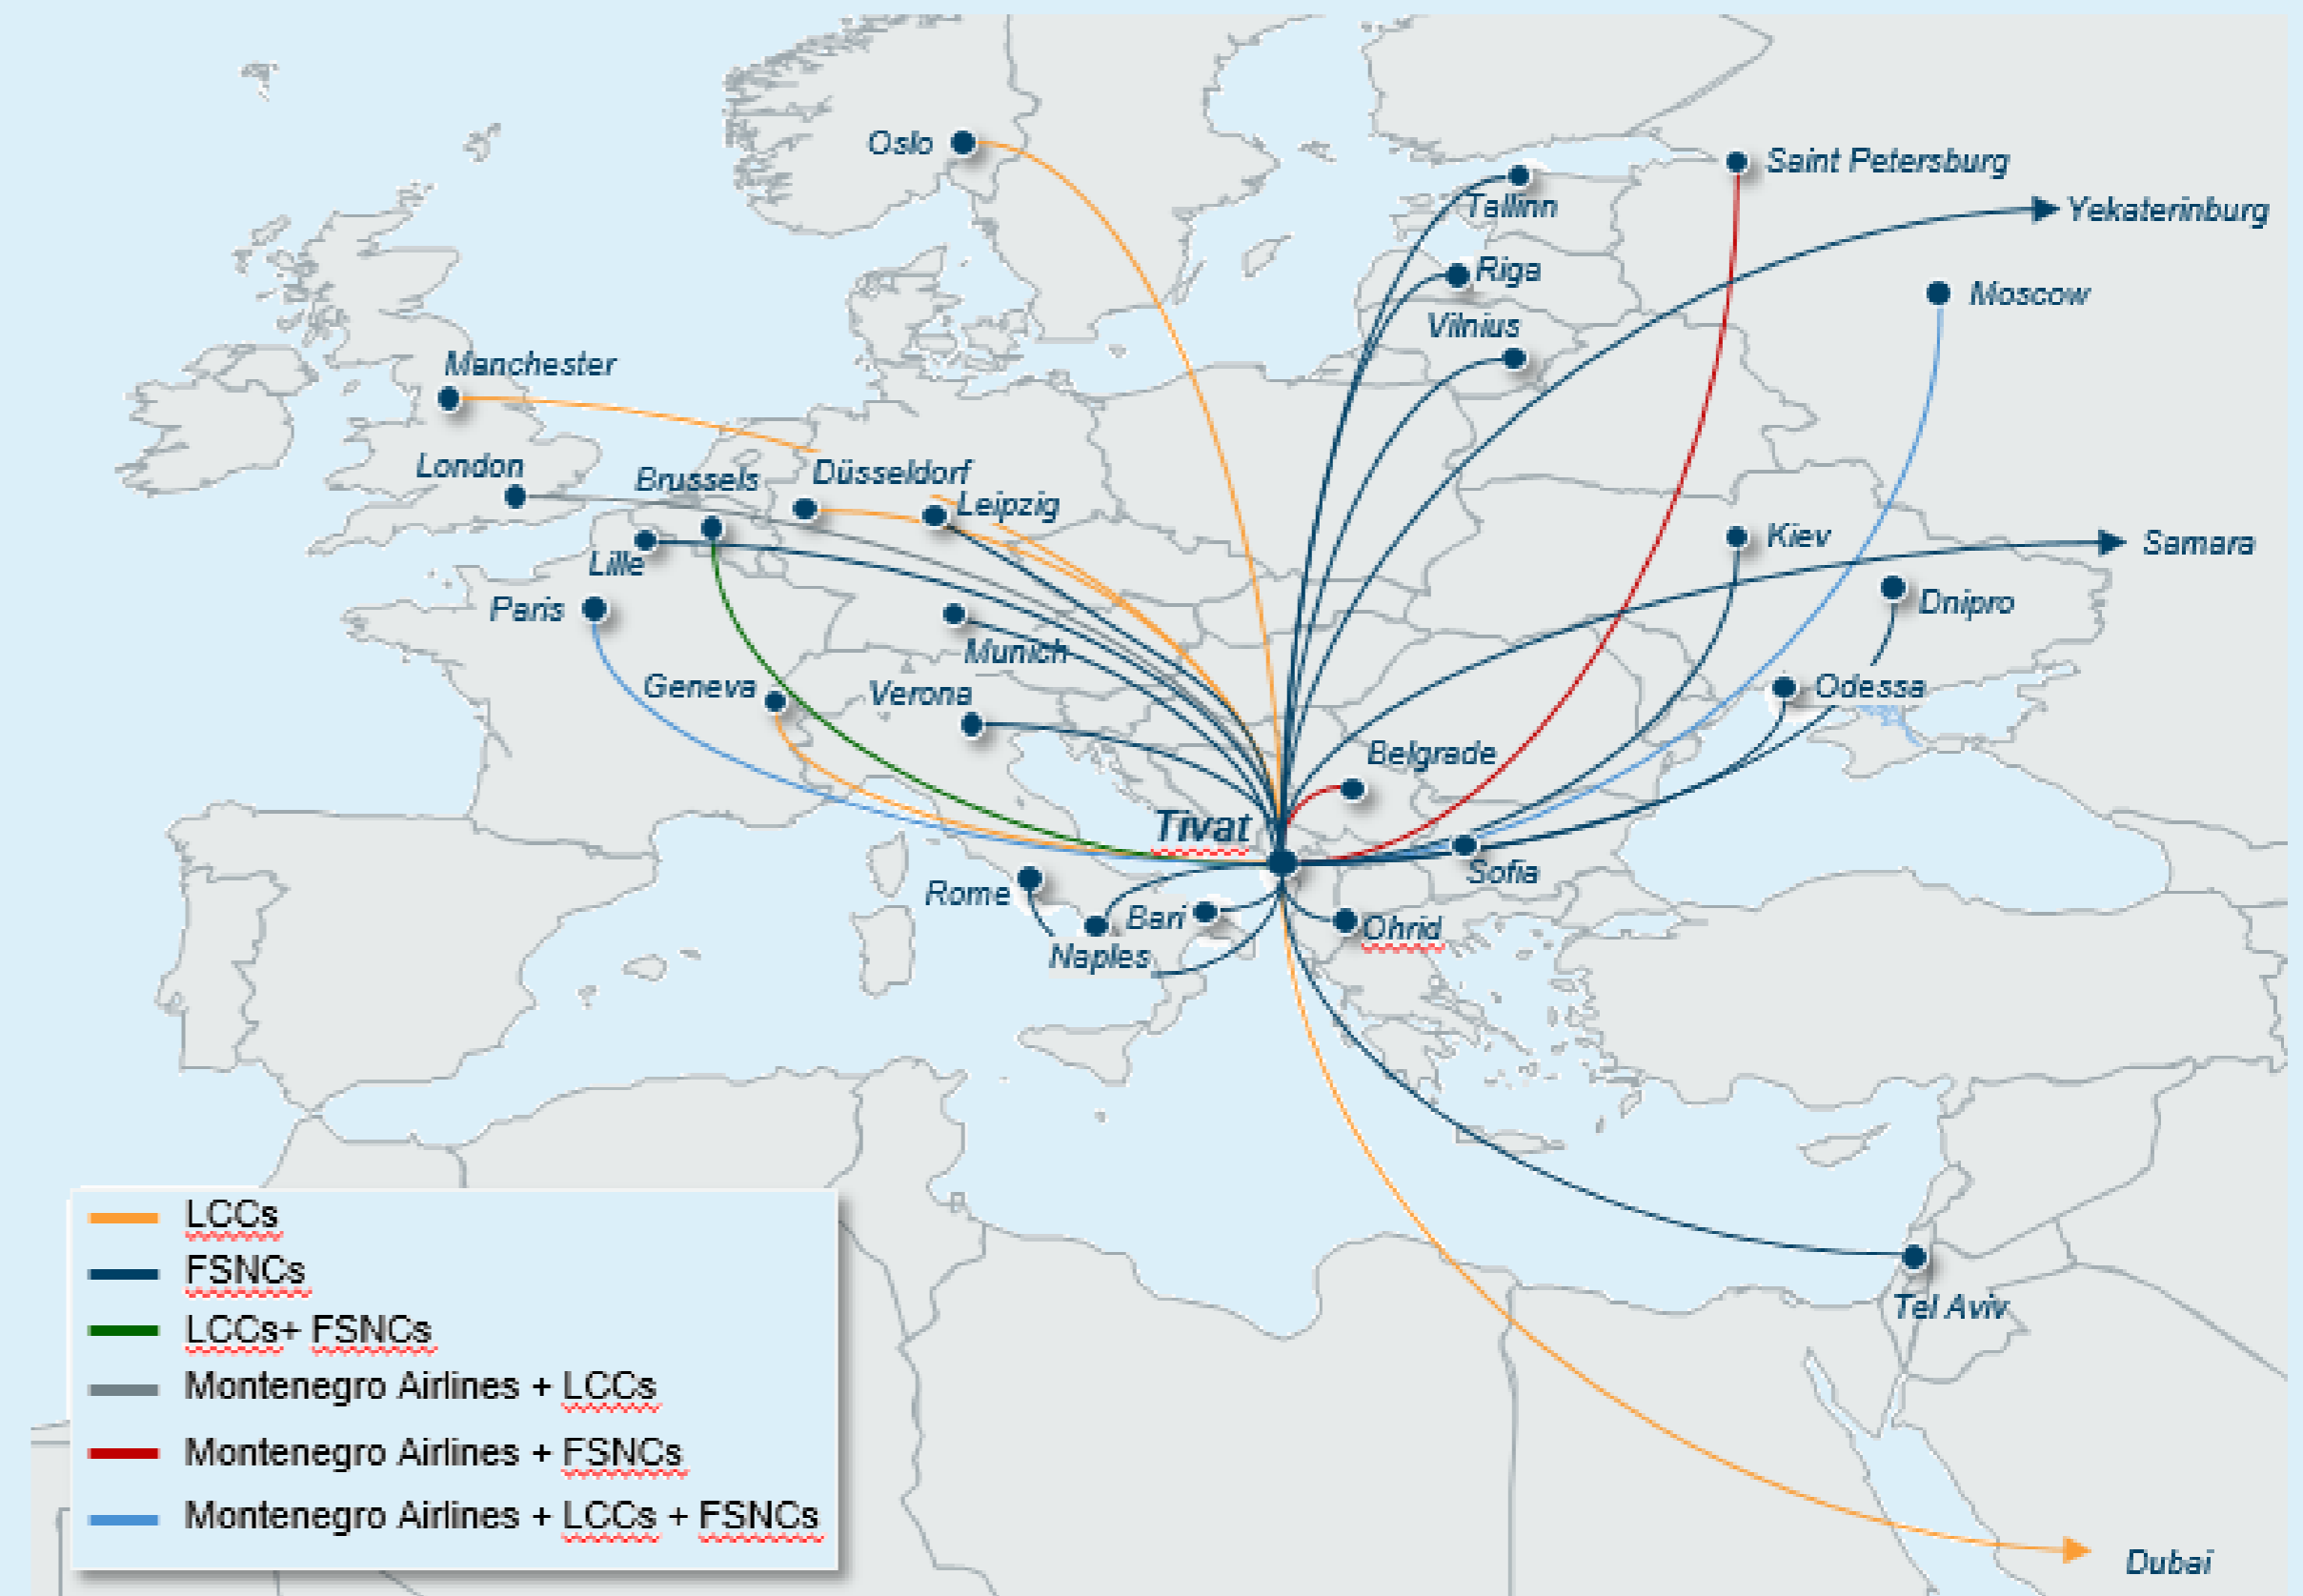 Oslo
Saint Petersburg
Tallinn
Yekaterinburg
Riga
Moscow
Vilnius
Manchester
London
Brussels
Düsseldorf
Leipzig
Kiev
Samara
Lille
Paris
Dnipro
Munich
Geneva
Verona
Odessa
Belgrade
Tivat
Sofia
Rome
Bari
Ohrid
Naples
Tel Aviv
Dubai
LCCs
FSNCs
LCCs+ FSNCs
Montenegro Airlines + LCCs
Montenegro Airlines + FSNCs
Montenegro Airlines + LCCs + FSNCs